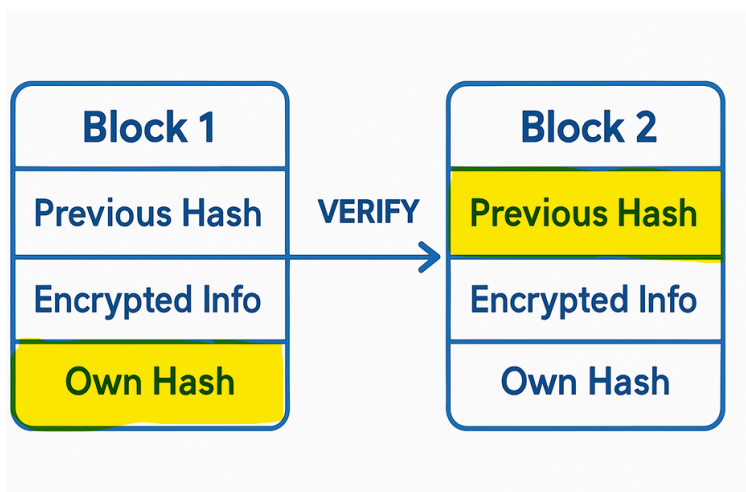 Block 1
Previous Hash
Encrypted Info
Own Hash
VERIFY
Block 2
Previous Hash
Encrypted Info
Own Hash